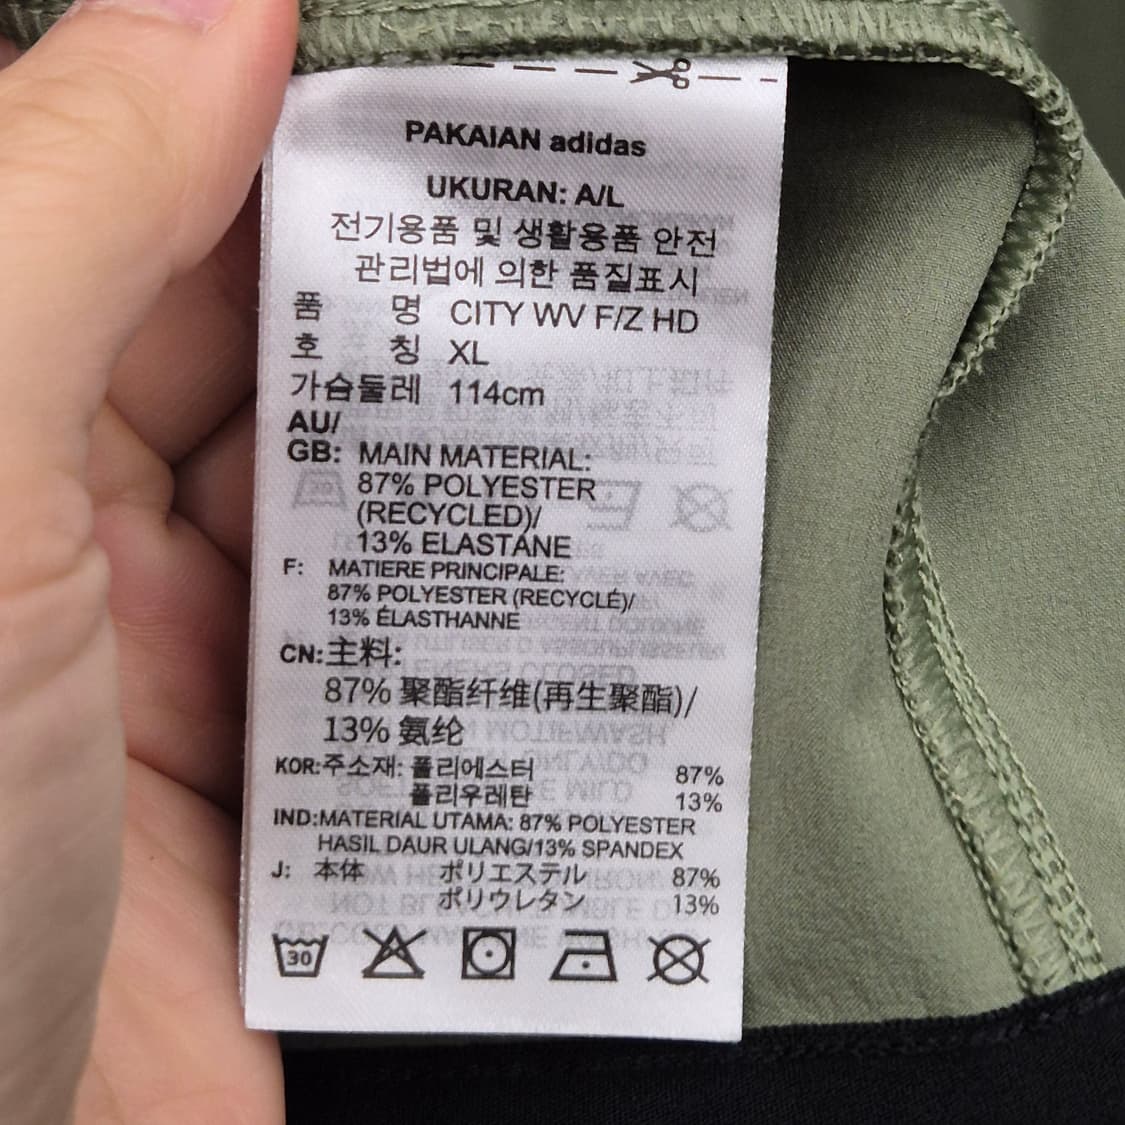 PAKAIAN adidas
UKURAN: A/L
전기용품 및 생활용품 안전
관리법에 의한 품질표시
품 명 CITY WV F/Z HD
호 칭 XL
가슴둘레 114cm
AU/
GB: MAIN MATERIAL:
87% POLYESTER
(RECYCLED)/
13% ELASTANE
F: MATIERE PRINCIPALE:
87% POLYESTER (RECYCLÉ)/
13% ÉLASTHANNE
CN:主料:
87% 聚酯纤维(再生聚酯)/
13% 氨纶
KOR:주소재: 폴리에스터 87%
폴리우레탄 13%
IND:MATERIAL UTAMA: 87% POLYESTER
HASIL DAUR ULANG/13% SPANDEX
J: 本体 ポリエステル 87%
ポリウレタン 13%
30